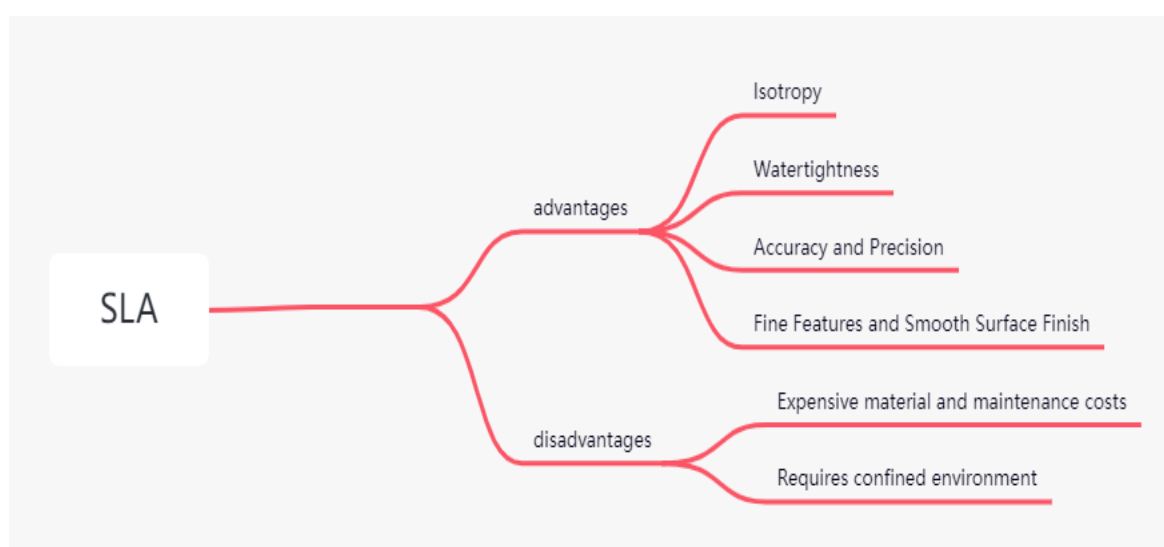 SLA
advantages
Isotropy
Watertightness
Accuracy and Precision
Fine Features and Smooth Surface Finish
disadvantages
Expensive material and maintenance costs
Requires confined environment